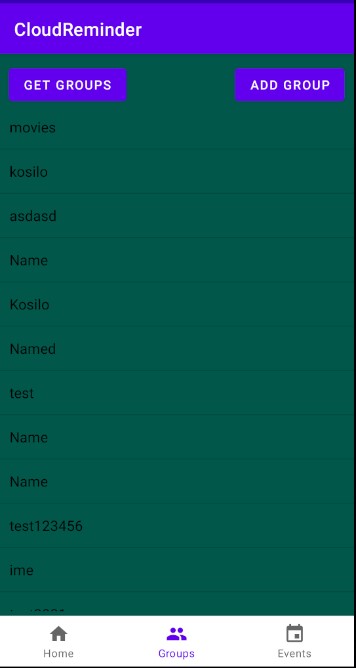 CloudReminder
GET GROUPS ADD GROUP
movies
kosilo
asdasd
Name
Kosilo
Named
test
Name
Name
test123456
ime
Home Groups Events